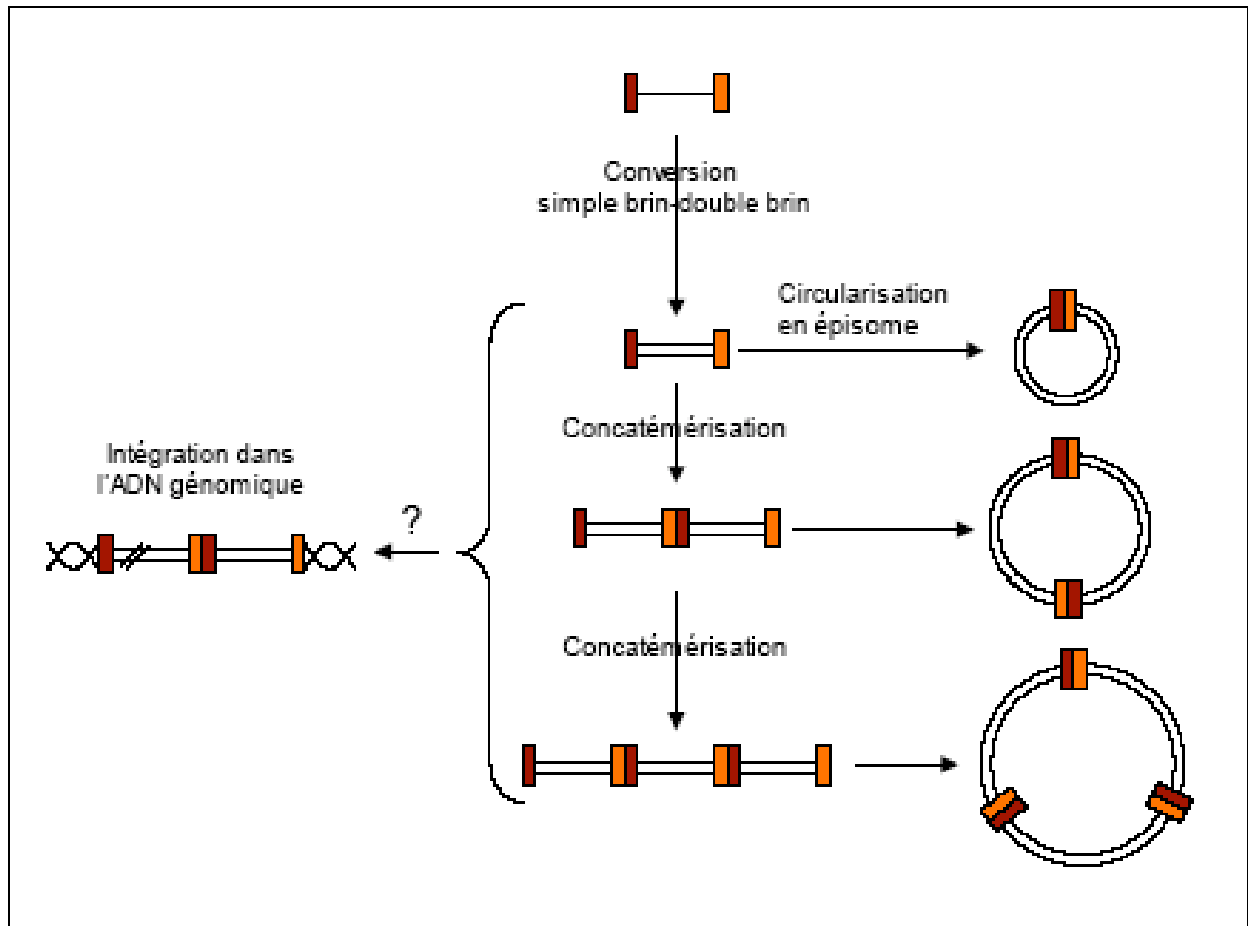 Conversion
simple brin-double brin
Circularisation
en épisome
Concatémérisation
Intégration dans
l'ADN génomique
?
Concatémérisation